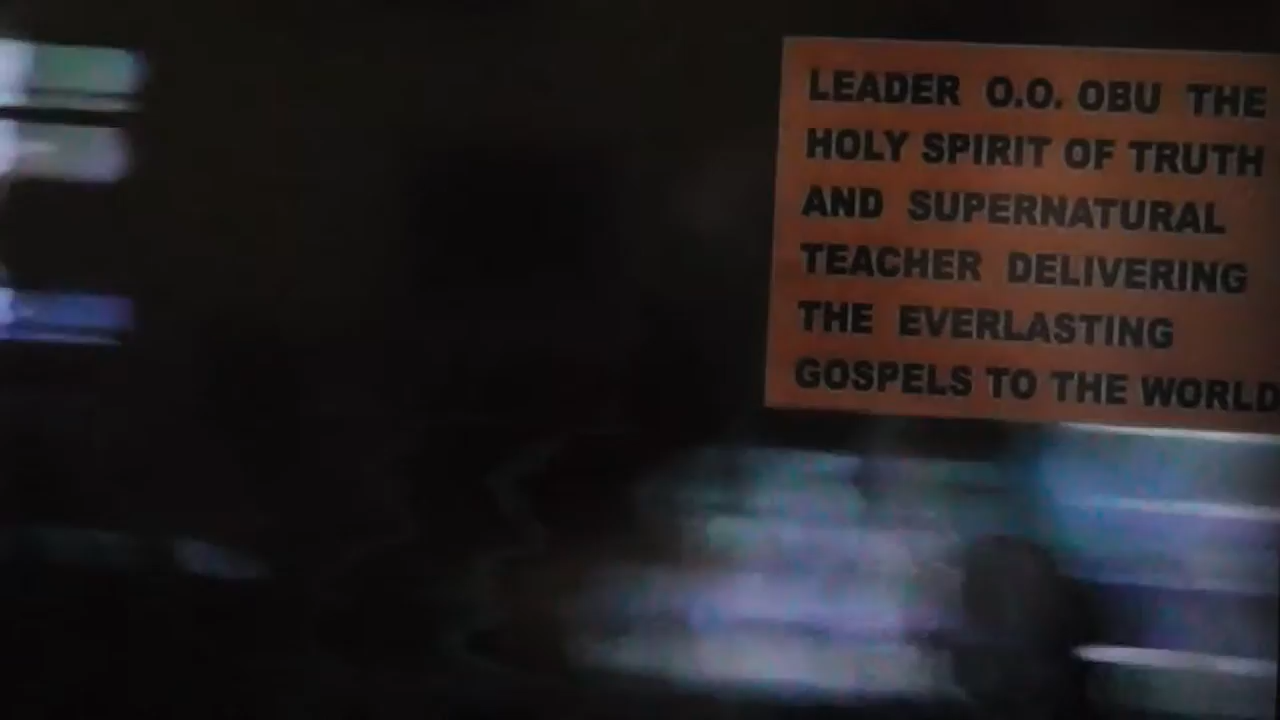 LEADER O.O. OBU THE
HOLY SPIRIT OF TRUTH
AND SUPERNATURAL
TEACHER DELIVERING
THE EVERLASTING
GOSPELS TO THE WORLD